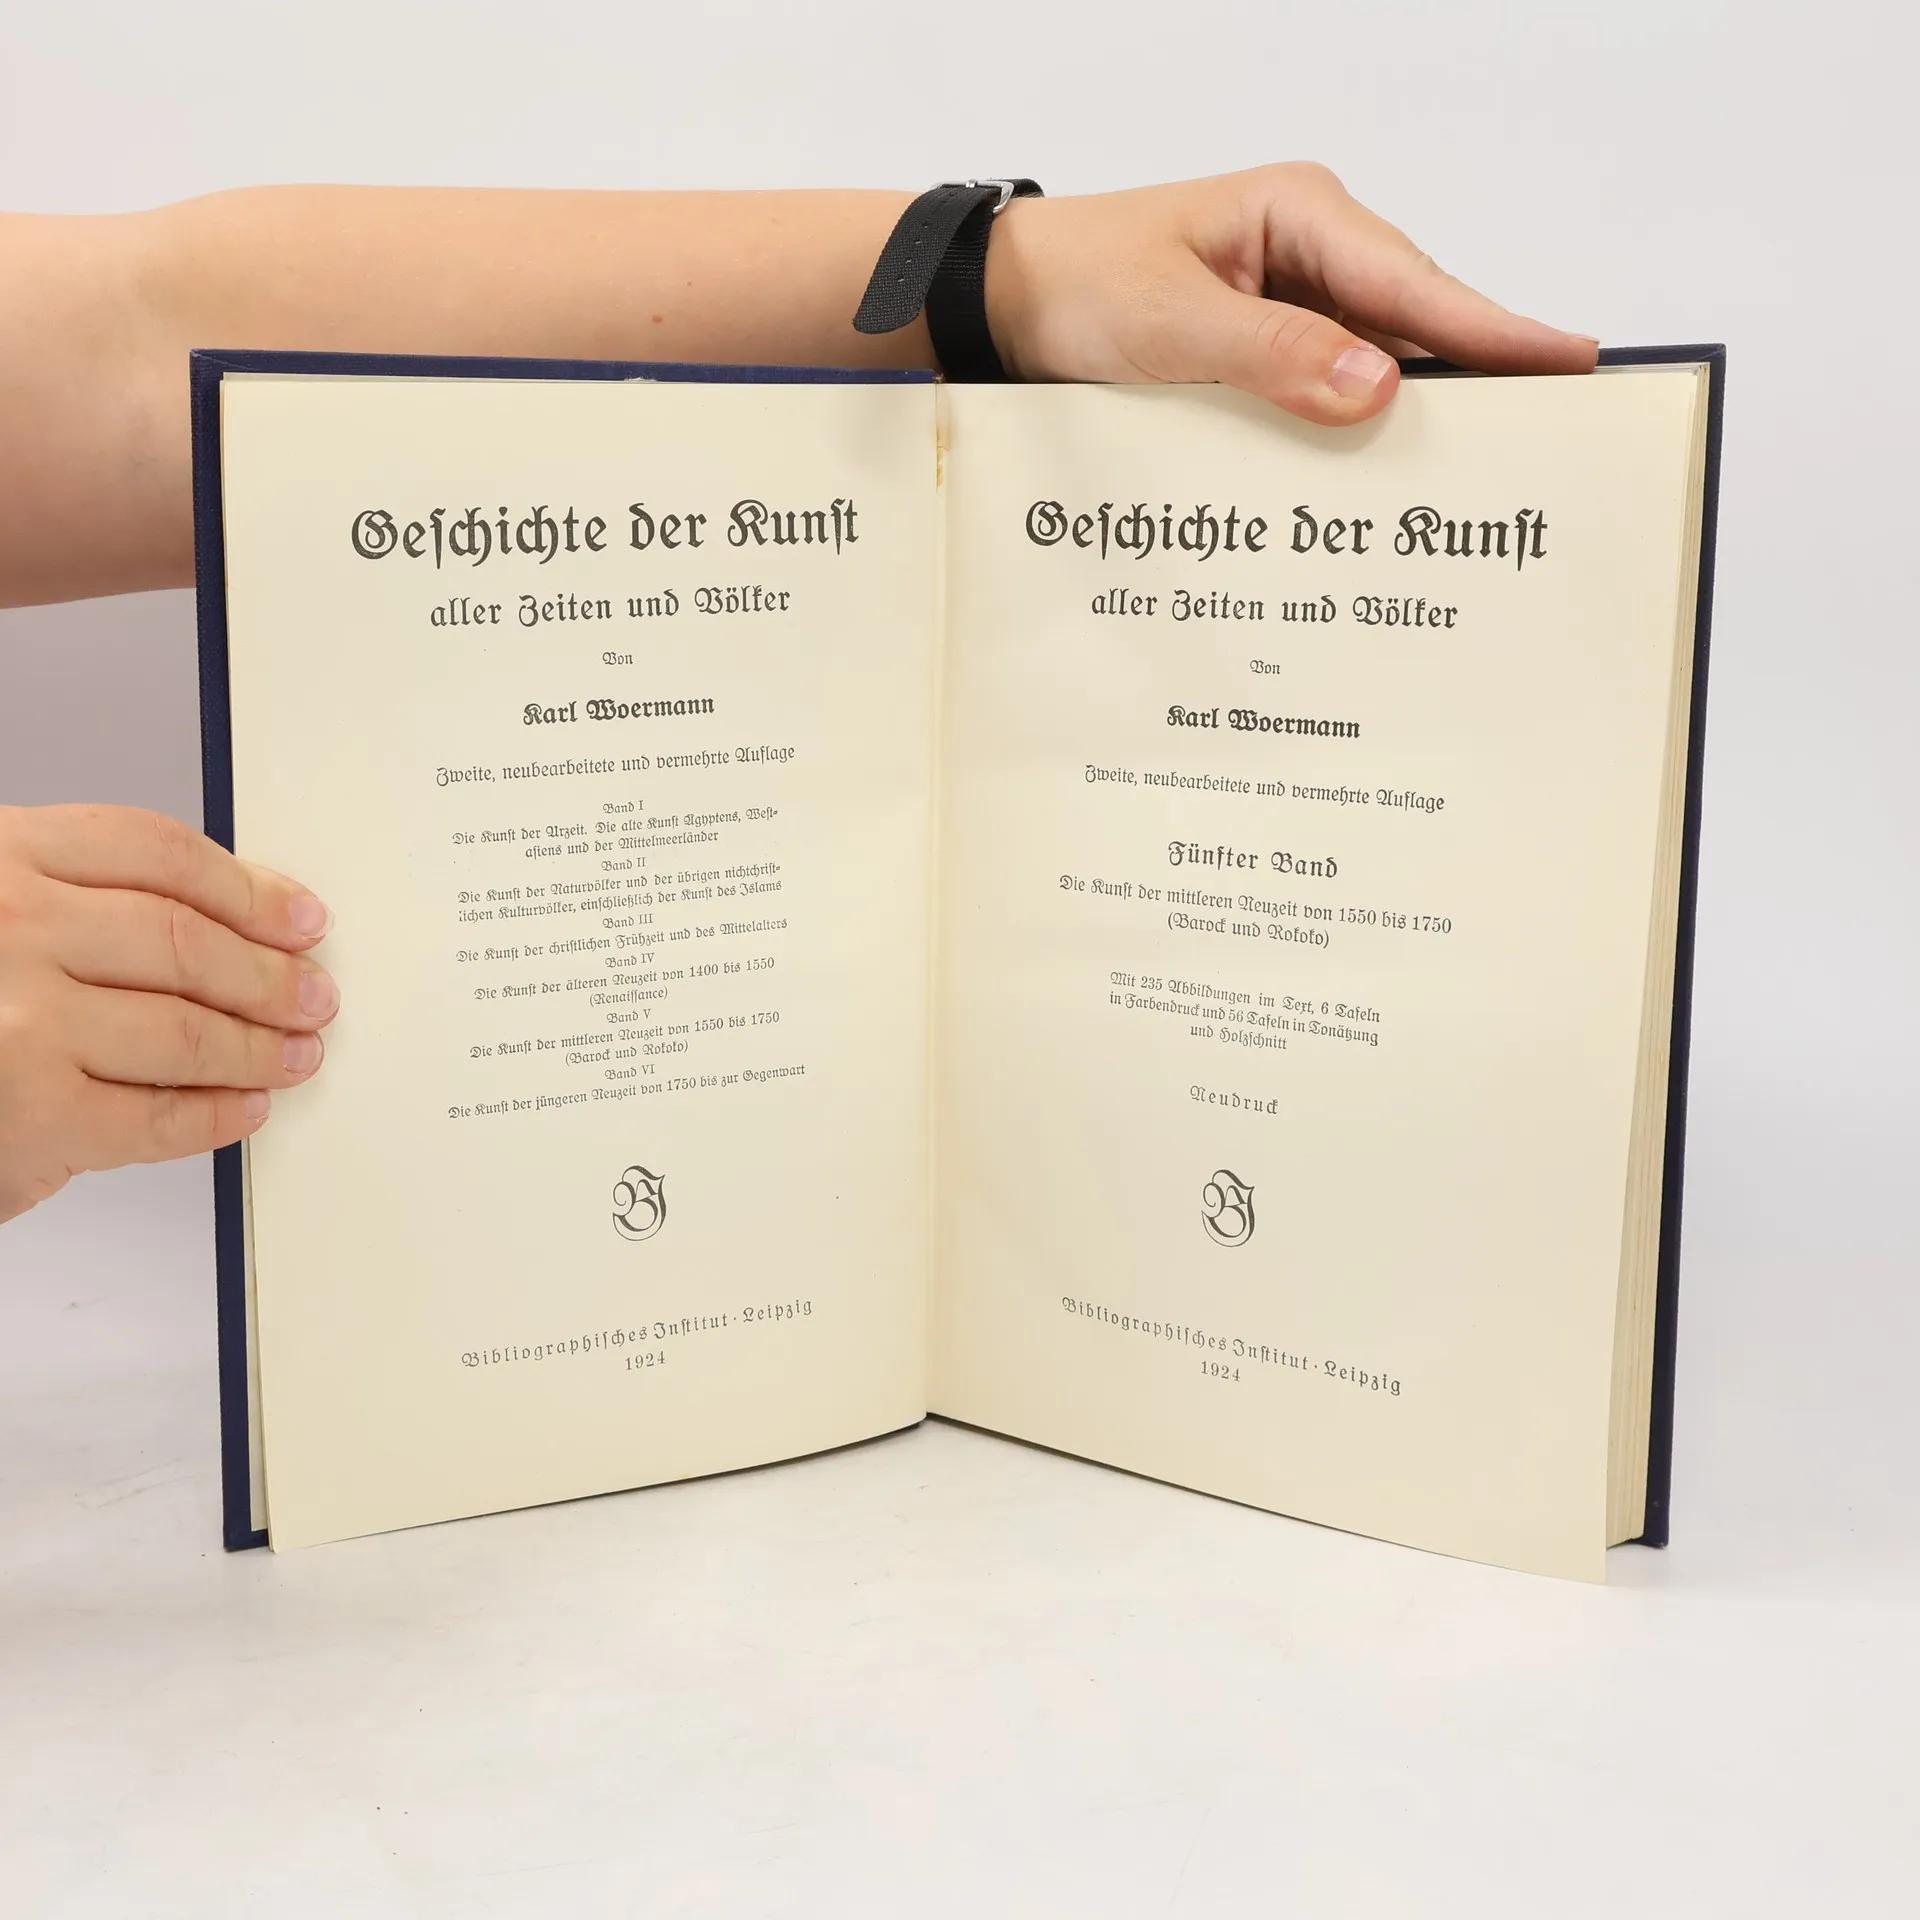 Geschichte der Kunst
aller Zeiten und Völker
Von
Karl Woermann
Zweite, neubearbeitete und vermehrte Auflage
Band I
Die Kunst der Urzeit. Die alte Kunst Ägyptens, West-
asiens und der Mittelmeerländer
Band II
Die Kunst der Naturvölker und der übrigen nichtchrist-
lichen Kulturvölker, einschließlich der Kunst des Islams
Band III
Die Kunst der christlichen Frühzeit und des Mittelalters
Band IV
Die Kunst der älteren Neuzeit von 1400 bis 1550
(Renaissance)
Band V
Die Kunst der mittleren Neuzeit von 1550 bis 1750
(Barock und Rokoko)
Band VI
Die Kunst der jüngeren Neuzeit von 1750 bis zur Gegenwart
BI
Bibliographisches Institut · Leipzig
1924
Geschichte der Kunst
aller Zeiten und Völker
Von
Karl Woermann
Zweite, neubearbeitete und vermehrte Auflage
Fünfter Band
Die Kunst der mittleren Neuzeit von 1550 bis 1750
(Barock und Rokoko)
Mit 235 Abbildungen im Text, 6 Tafeln
in Farbendruck und 56 Tafeln in Tonätzung
und Holzschnitt
Neudruck
BI
Bibliographisches Institut · Leipzig
1924